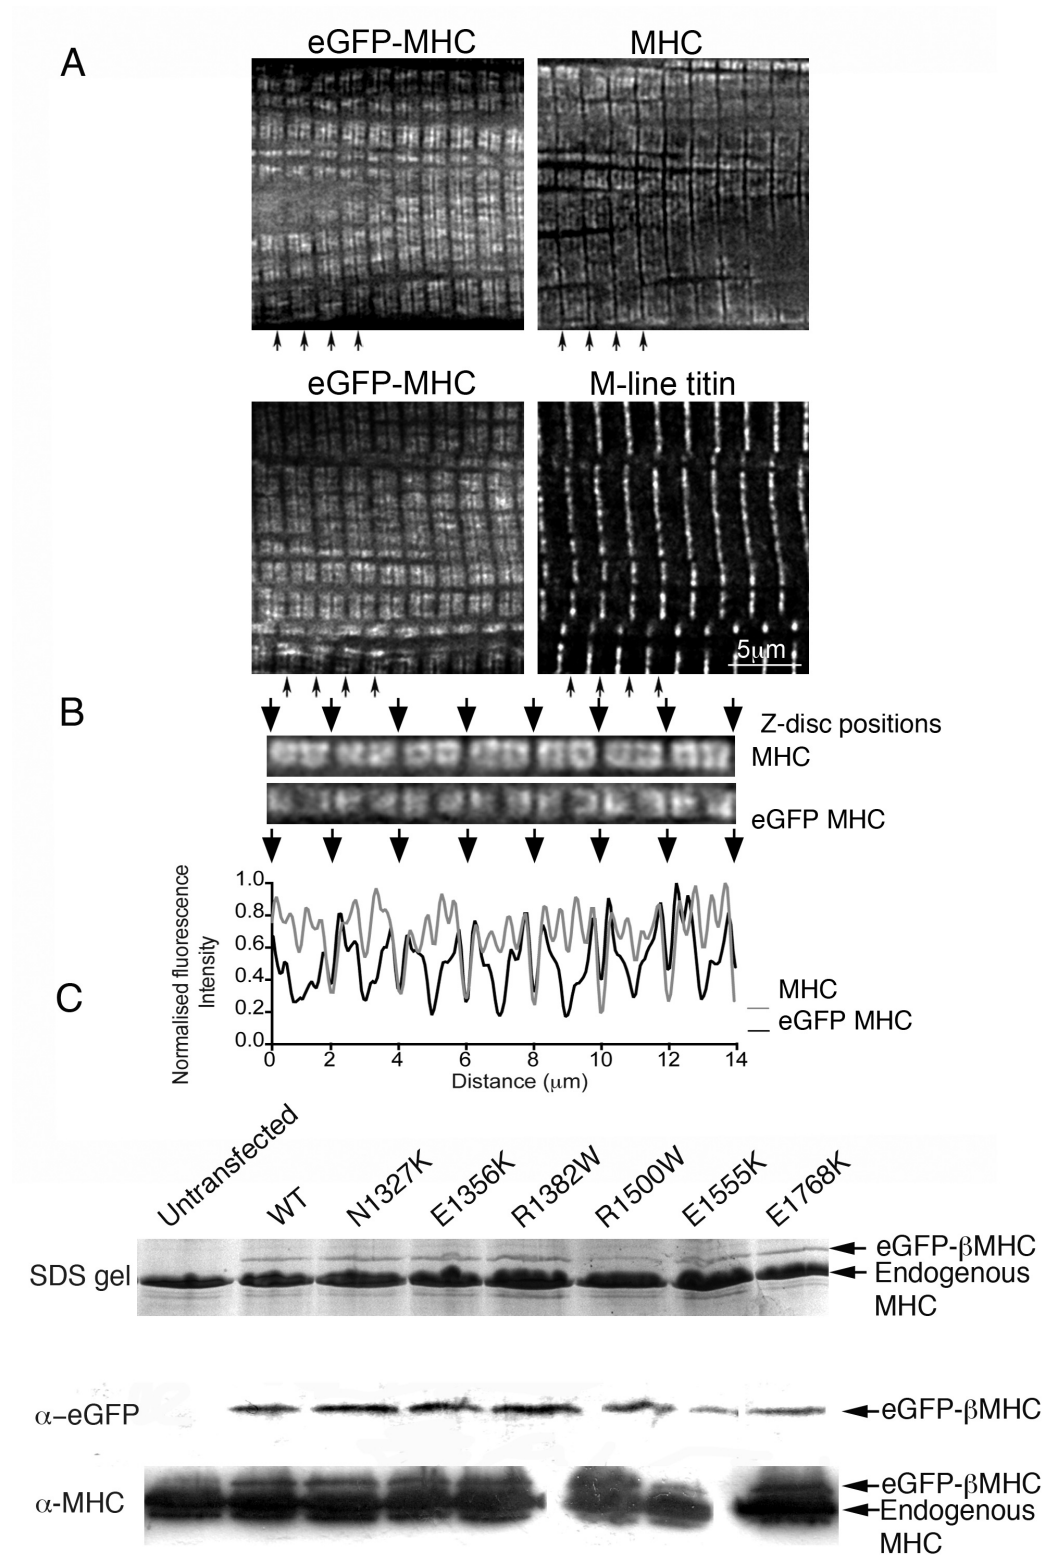 A
eGFP-MHC
MHC
eGFP-MHC
M-line titin
5μm
B
Z-disc positions
MHC
eGFP MHC
Normalised fluorescence
Intensity
1.0
0.8
0.6
0.4
0.2
0.0
0 2 4 6 8 10 12 14
Distance (μm)
C
MHC
eGFP MHC
Untransfected
WT
N1327K
E1356K
R1382W
R1500W
E1555K
E1768K
SDS gel
eGFP-βMHC
Endogenous
MHC
α–eGFP
eGFP-βMHC
α-MHC
eGFP-βMHC
Endogenous
MHC